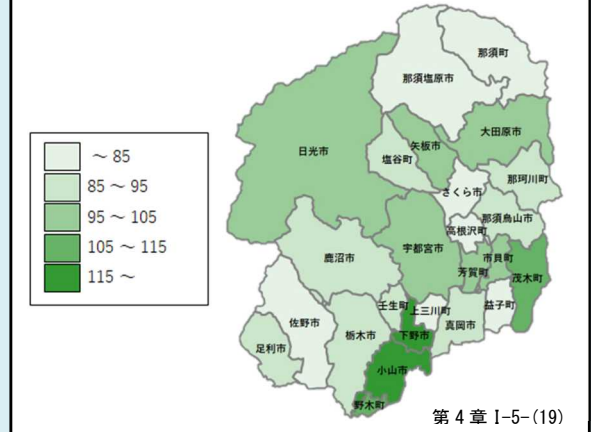 那須町
那須塩原市
大田原市
日光市
矢板市
塩谷町
那珂川町
さくら市
那須烏山市
高根沢町
宇都宮市
市貝町
鹿沼市
芳賀町
茂木町
壬生町
上三川町
益子町
佐野市
真岡市
栃木市
下野市
足利市
小山市
野木町
～ 85
85 ～ 95
95 ～ 105
105 ～ 115
115 ～
第４章 Ⅰ-5-(19)